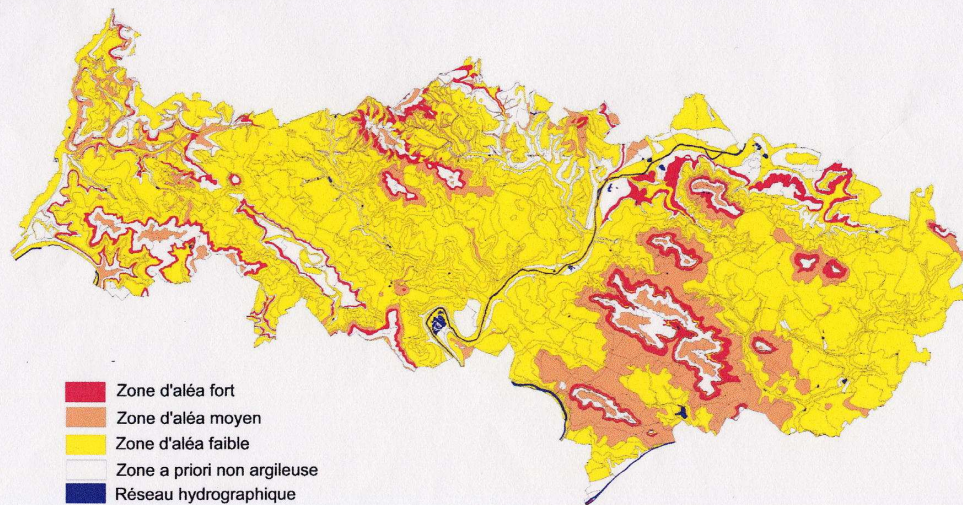 Zone d'aléa fort
Zone d'aléa moyen
Zone d'aléa faible
Zone a priori non argileuse
Réseau hydrographique